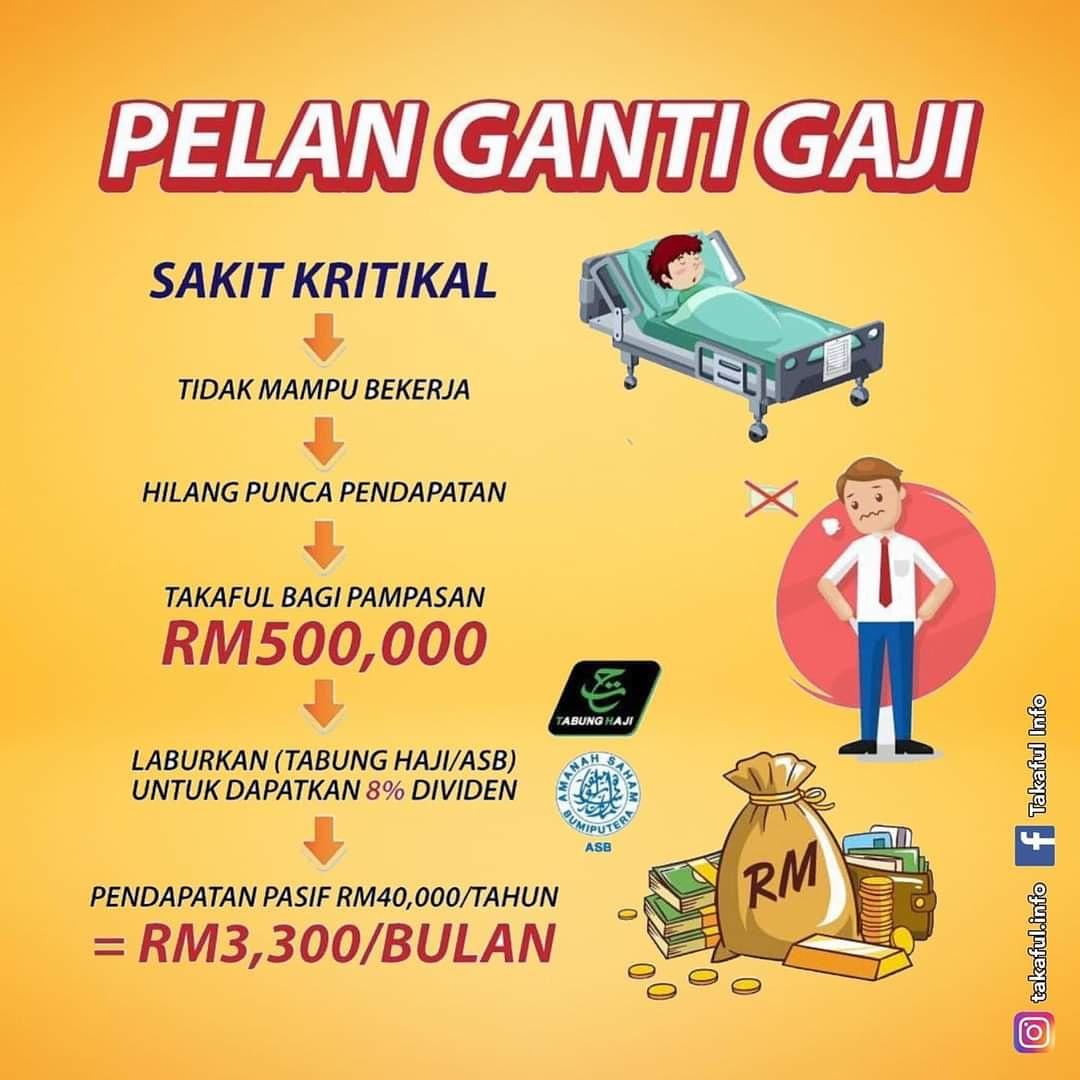 PELAN GANTI GAJI
SAKIT KRITIKAL
TIDAK MAMPU BEKERJA
HILANG PUNCA PENDAPATAN
TAKAFUL BAGI PAMPASAN
RM500,000
TABUNG HAJI
LABURKAN (TABUNG HAJI/ASB)
UNTUK DAPATKAN 8% DIVIDEN
AMANAH SAHAM
BUMIPUTERA
ASB
PENDAPATAN PASIF RM40,000/TAHUN
= RM3,300/BULAN
RM
takaful.info
Takaful Info